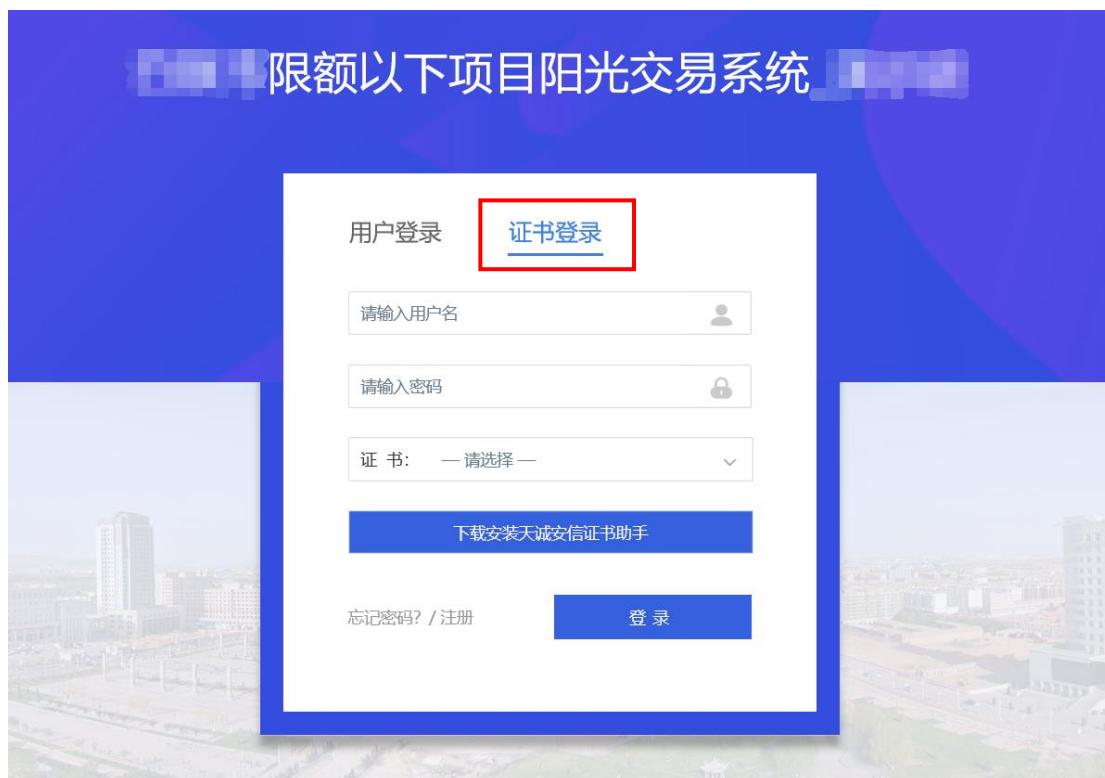 限额以下项目阳光交易系统
用户登录 证书登录
请输入用户名
请输入密码
证 书： — 请选择 —
下载安装天诚安信证书助手
忘记密码？/ 注册 登 录